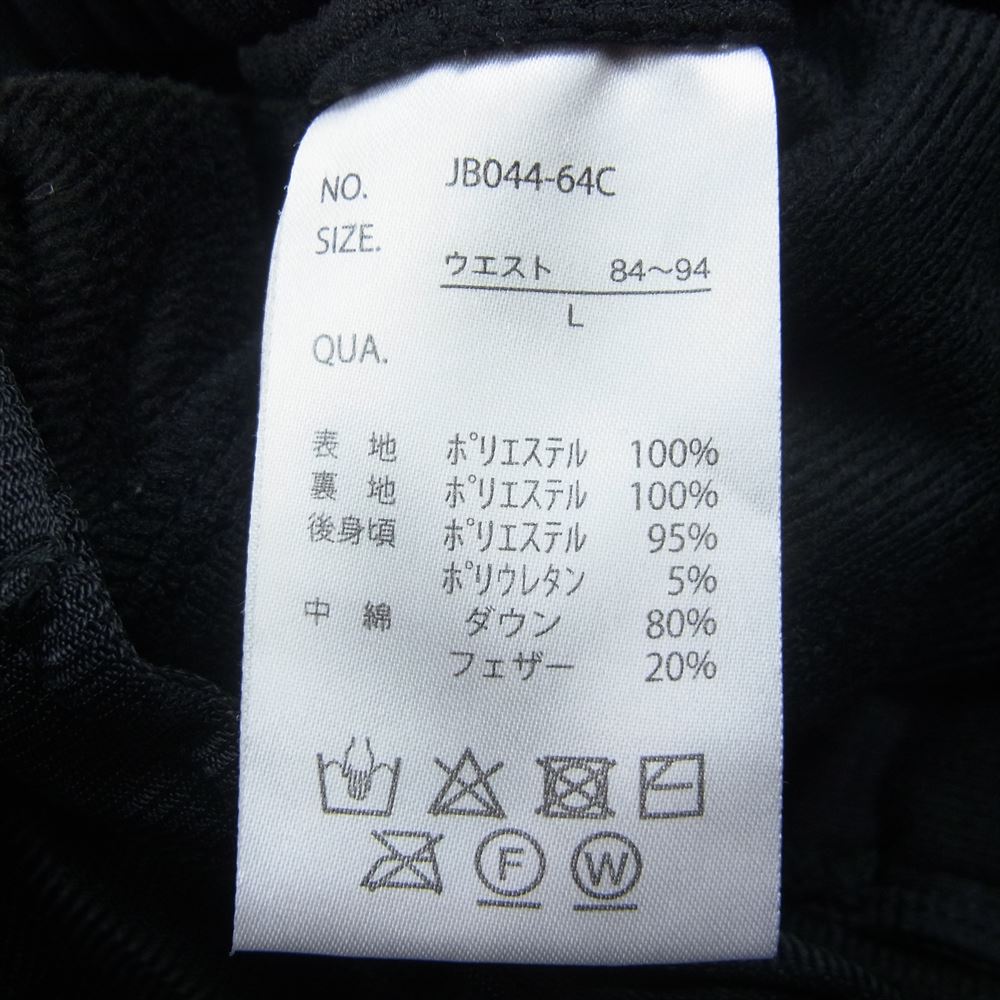 NO. JB044-64C
SIZE.
ウエスト 84～94
L
QUA.
表地 ポリエステル 100%
裏地 ポリエステル 100%
後身頃 ポリエステル 95%
ポリウレタン 5%
中綿 ダウン 80%
フェザー 20%
F W